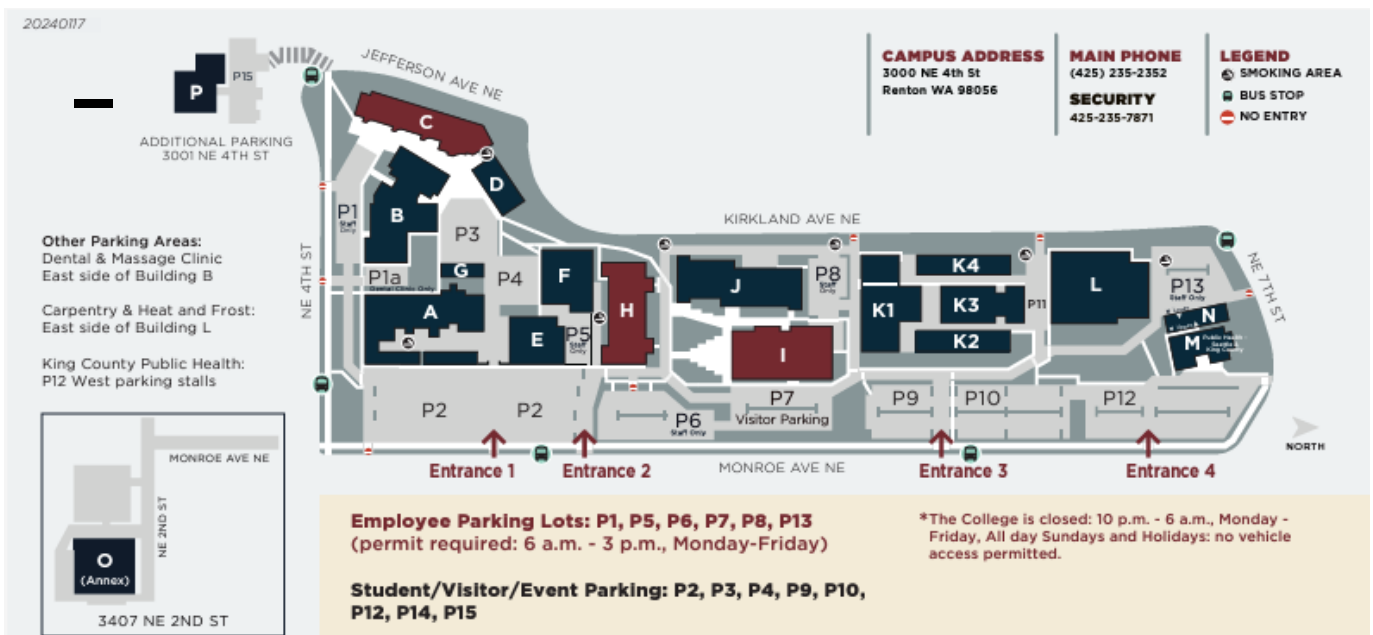 20240117
P
P15
ADDITIONAL PARKING
3001 NE 4TH ST
JEFFERSON AVE NE
CAMPUS ADDRESS
3000 NE 4th St
Renton WA 98056
MAIN PHONE
(425) 235-2352
SECURITY
425-235-7871
LEGEND
SMOKING AREA
BUS STOP
NO ENTRY
C
D
B
P1
Staff
Only
P3
KIRKLAND AVE NE
NE 4TH ST
NE 7TH ST
Other Parking Areas:
Dental & Massage Clinic
East side of Building B
Carpentry & Heat and Frost:
East side of Building L
King County Public Health:
P12 West parking stalls
P1a
Dental Clinic Only
G
P4
F
A
E
P5
Staff
Only
H
J
P8
Staff
Only
I
K1
K4
K3
K2
P11
L
P13
Staff Only
N
M
Public Health -
Seattle &
King County
P2
P2
P6
Staff Only
P7
Visitor Parking
P9
P10
P12
NORTH
Entrance 1
Entrance 2
MONROE AVE NE
Entrance 3
Entrance 4
MONROE AVE NE
NE 2ND ST
O
(Annex)
3407 NE 2ND ST
Employee Parking Lots: P1, P5, P6, P7, P8, P13
(permit required: 6 a.m. - 3 p.m., Monday-Friday)
Student/Visitor/Event Parking: P2, P3, P4, P9, P10,
P12, P14, P15
*The College is closed: 10 p.m. - 6 a.m., Monday -
Friday, All day Sundays and Holidays: no vehicle
access permitted.